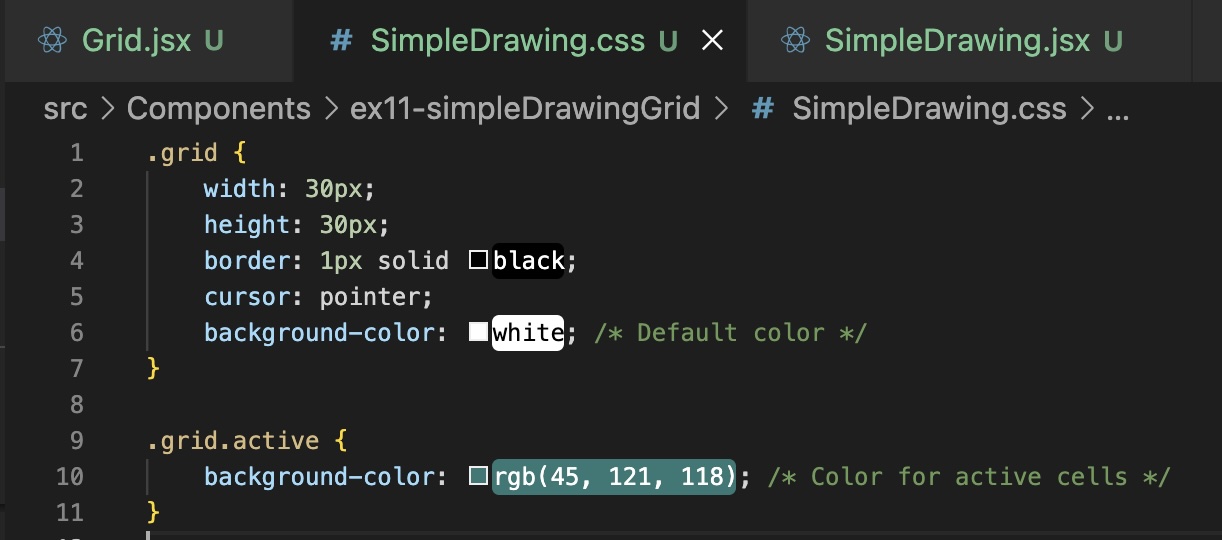 Grid.jsx U
# SimpleDrawing.css U
SimpleDrawing.jsx U
src > Components > ex11-simpleDrawingGrid > # SimpleDrawing.css > ...
1 .grid {
2 width: 30px;
3 height: 30px;
4 border: 1px solid black;
5 cursor: pointer;
6 background-color: white; /* Default color */
7 }
8
9 .grid.active {
10 background-color: rgb(45, 121, 118); /* Color for active cells */
11 }